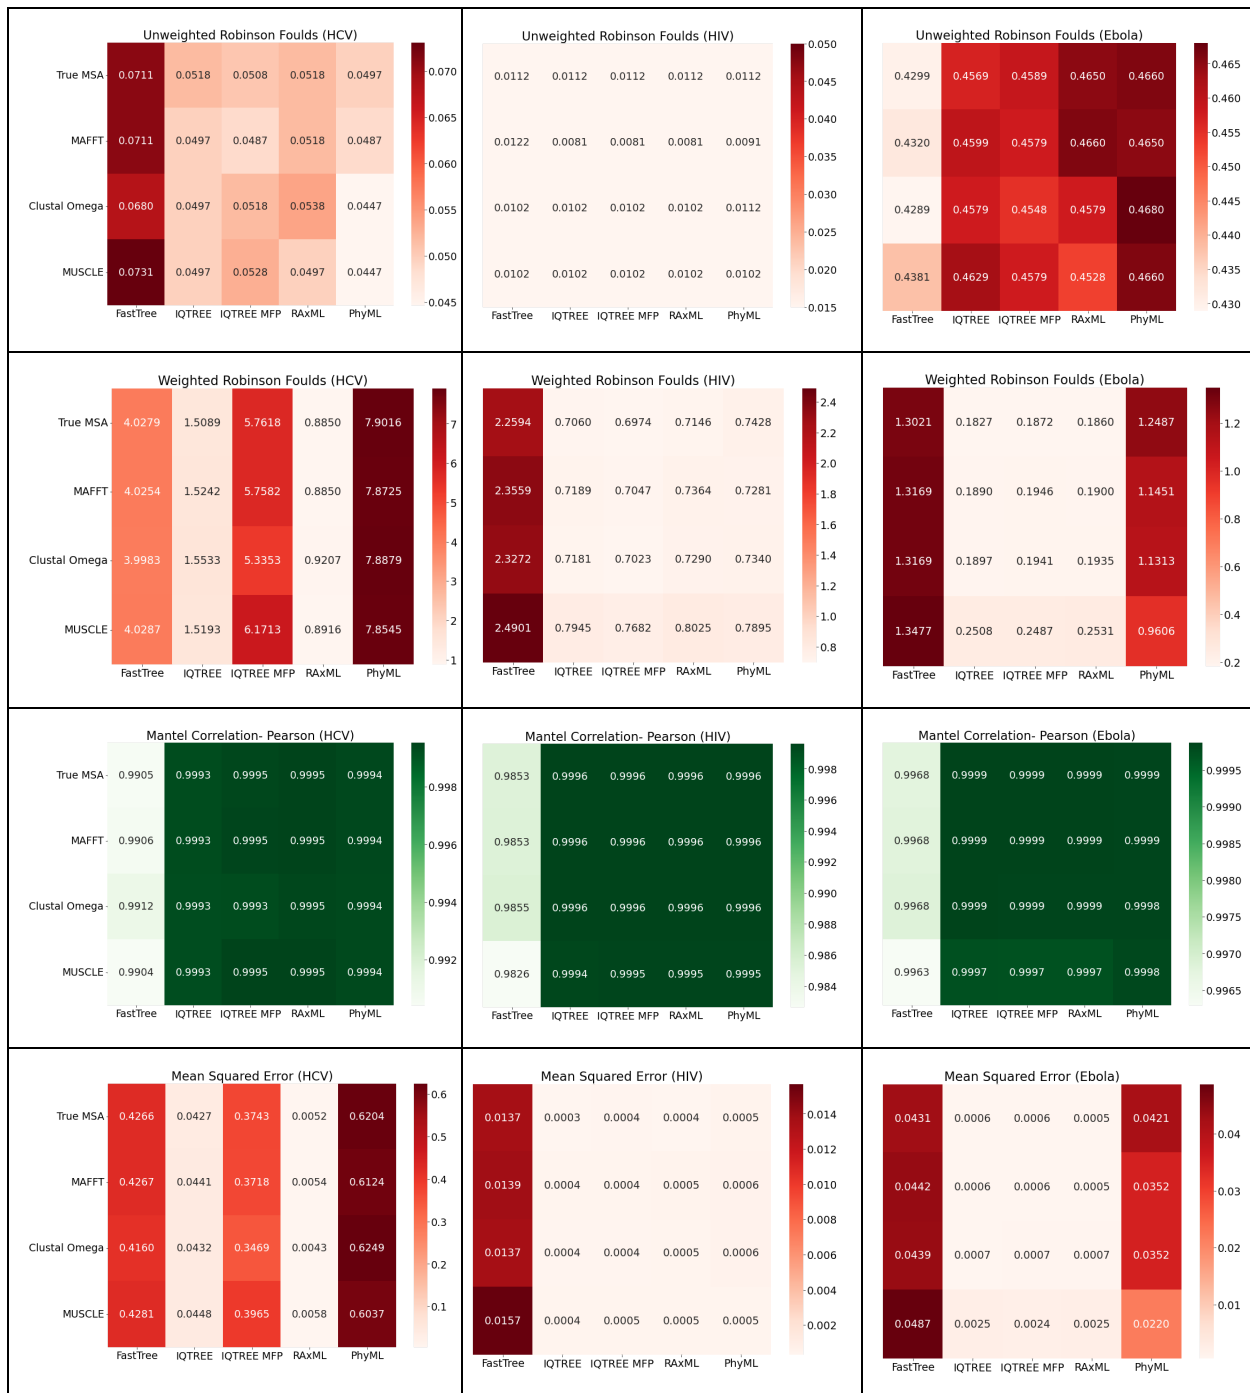 Unweighted Robinson Foulds (HCV)
True MSA 0.0711 0.0518 0.0508 0.0518 0.0497
MAFFT 0.0711 0.0497 0.0487 0.0518 0.0487
Clustal Omega 0.0680 0.0497 0.0518 0.0538 0.0447
MUSCLE 0.0731 0.0497 0.0528 0.0497 0.0447
FastTree IQTREE IQTREE MFP RAxML PhyML
0.070
0.065
0.060
0.055
0.050
0.045
Unweighted Robinson Foulds (HIV)
0.0112 0.0112 0.0112 0.0112 0.0112
0.0122 0.0081 0.0081 0.0081 0.0091
0.0102 0.0102 0.0102 0.0102 0.0112
0.0102 0.0102 0.0102 0.0102 0.0102
FastTree IQTREE IQTREE MFP RAxML PhyML
0.050
0.045
0.040
0.035
0.030
0.025
0.020
0.015
Unweighted Robinson Foulds (Ebola)
0.4299 0.4569 0.4589 0.4650 0.4660
0.4320 0.4599 0.4579 0.4660 0.4650
0.4289 0.4579 0.4548 0.4579 0.4680
0.4381 0.4629 0.4579 0.4528 0.4660
FastTree IQTREE IQTREE MFP RAxML PhyML
0.465
0.460
0.455
0.450
0.445
0.440
0.435
0.430
Weighted Robinson Foulds (HCV)
True MSA 4.0279 1.5089 5.7618 0.8850 7.9016
MAFFT 4.0254 1.5242 5.7582 0.8850 7.8725
Clustal Omega 3.9983 1.5533 5.3353 0.9207 7.8879
MUSCLE 4.0287 1.5193 6.1713 0.8916 7.8545
FastTree IQTREE IQTREE MFP RAxML PhyML
7
6
5
4
3
2
1
Weighted Robinson Foulds (HIV)
2.2594 0.7060 0.6974 0.7146 0.7428
2.3559 0.7189 0.7047 0.7364 0.7281
2.3272 0.7181 0.7023 0.7290 0.7340
2.4901 0.7945 0.7682 0.8025 0.7895
FastTree IQTREE IQTREE MFP RAxML PhyML
2.4
2.2
2.0
1.8
1.6
1.4
1.2
1.0
0.8
Weighted Robinson Foulds (Ebola)
1.3021 0.1827 0.1872 0.1860 1.2487
1.3169 0.1890 0.1946 0.1900 1.1451
1.3169 0.1897 0.1941 0.1935 1.1313
1.3477 0.2508 0.2487 0.2531 0.9606
FastTree IQTREE IQTREE MFP RAxML PhyML
1.2
1.0
0.8
0.6
0.4
0.2
Mantel Correlation- Pearson (HCV)
True MSA 0.9905 0.9993 0.9995 0.9995 0.9994
MAFFT 0.9906 0.9993 0.9995 0.9995 0.9994
Clustal Omega 0.9912 0.9993 0.9993 0.9995 0.9994
MUSCLE 0.9904 0.9993 0.9995 0.9995 0.9994
FastTree IQTREE IQTREE MFP RAxML PhyML
0.998
0.996
0.994
0.992
Mantel Correlation- Pearson (HIV)
0.9853 0.9996 0.9996 0.9996 0.9996
0.9853 0.9996 0.9996 0.9996 0.9996
0.9855 0.9996 0.9996 0.9996 0.9996
0.9826 0.9994 0.9995 0.9995 0.9995
FastTree IQTREE IQTREE MFP RAxML PhyML
0.998
0.996
0.994
0.992
0.990
0.988
0.986
0.984
Mantel Correlation- Pearson (Ebola)
0.9968 0.9999 0.9999 0.9999 0.9999
0.9968 0.9999 0.9999 0.9999 0.9999
0.9968 0.9999 0.9999 0.9999 0.9998
0.9963 0.9997 0.9997 0.9997 0.9998
FastTree IQTREE IQTREE MFP RAxML PhyML
0.9995
0.9990
0.9985
0.9980
0.9975
0.9970
0.9965
Mean Squared Error (HCV)
True MSA 0.4266 0.0427 0.3743 0.0052 0.6204
MAFFT 0.4267 0.0441 0.3718 0.0054 0.6124
Clustal Omega 0.4160 0.0432 0.3469 0.0043 0.6249
MUSCLE 0.4281 0.0448 0.3965 0.0058 0.6037
FastTree IQTREE IQTREE MFP RAxML PhyML
0.6
0.5
0.4
0.3
0.2
0.1
Mean Squared Error (HIV)
0.0137 0.0003 0.0004 0.0004 0.0005
0.0139 0.0004 0.0004 0.0005 0.0006
0.0137 0.0004 0.0004 0.0005 0.0006
0.0157 0.0004 0.0005 0.0005 0.0005
FastTree IQTREE IQTREE MFP RAxML PhyML
0.014
0.012
0.010
0.008
0.006
0.004
0.002
Mean Squared Error (Ebola)
0.0431 0.0006 0.0006 0.0005 0.0421
0.0442 0.0006 0.0006 0.0005 0.0352
0.0439 0.0007 0.0007 0.0007 0.0352
0.0487 0.0025 0.0024 0.0025 0.0220
FastTree IQTREE IQTREE MFP RAxML PhyML
0.04
0.03
0.02
0.01